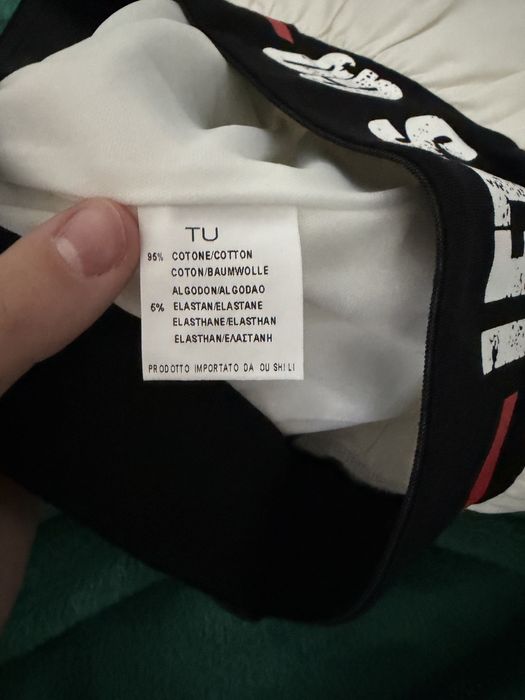 TU
95% COTONE/COTTON
COTON/BAUMWOLLE
ALGODON/ALGODAO
5% ELASTAN/ELASTANE
ELASTHANE/ELASTHAN
ELASTHAN/ΕΛΑΣΤΑΝΗ
PRODOTTO IMPORTATO DA OU SHI LI